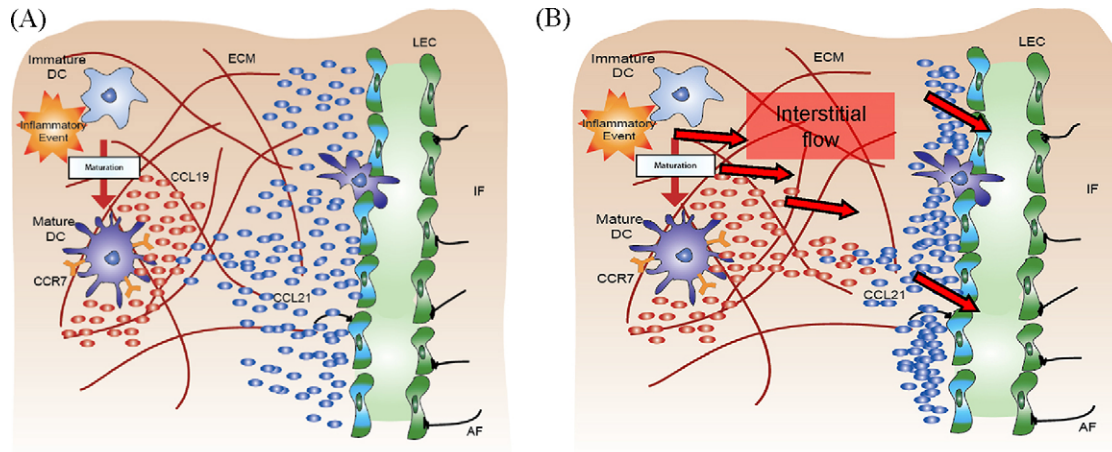 (A)
Immature
DC
ECM
LEC
Inflammatory
Event
Maturation
CCL19
IF
Mature
DC
CCR7
CCL21
AF
(B)
Immature
DC
ECM
LEC
Inflammatory
Event
Interstitial
flow
Maturation
CCL19
IF
Mature
DC
CCR7
CCL21
AF